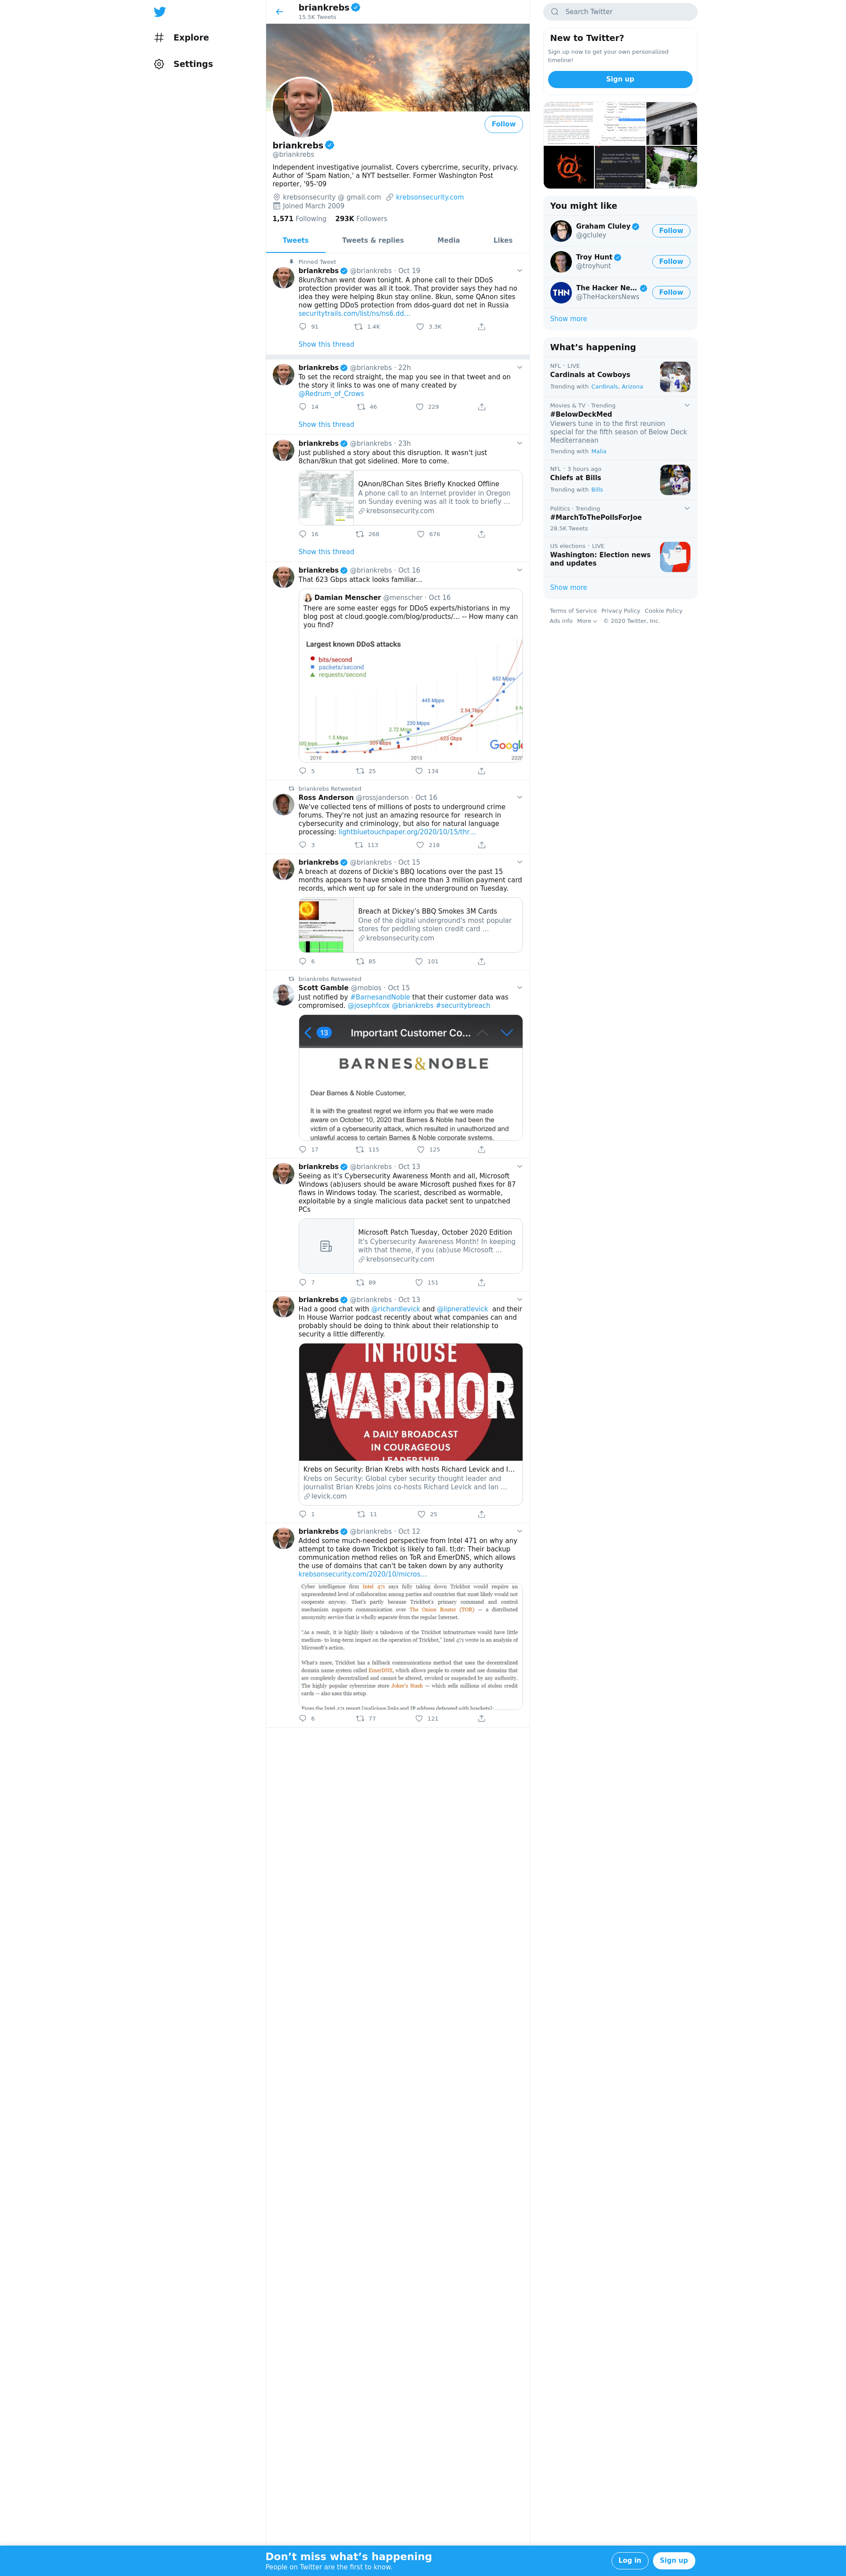 Explore
Settings
briankrebs
15.5K Tweets
Follow
briankrebs
@briankrebs
Independent investigative journalist. Covers cybercrime, security, privacy.
Author of 'Spam Nation,' a NYT bestseller. Former Washington Post
reporter, '95-'09
krebsonsecurity @ gmail.com krebsonsecurity.com
Joined March 2009
1,571 Following 293K Followers
Tweets Tweets & replies Media Likes
Pinned Tweet
briankrebs @briankrebs · Oct 19
8kun/8chan went down tonight. A phone call to their DDoS
protection provider was all it took. That provider says they had no
idea they were helping 8kun stay online. 8kun, some QAnon sites
now getting DDoS protection from ddos-guard dot net in Russia
securitytrails.com/list/ns/ns6.dd…
91 1.4K 3.3K
Show this thread
briankrebs @briankrebs · 22h
To set the record straight, the map you see in that tweet and on
the story it links to was one of many created by
@Redrum_of_Crows
14 46 229
Show this thread
briankrebs @briankrebs · 23h
Just published a story about this disruption. It wasn't just
8chan/8kun that got sidelined. More to come.
QAnon/8Chan Sites Briefly Knocked Offline
A phone call to an Internet provider in Oregon
on Sunday evening was all it took to briefly ...
krebsonsecurity.com
16 268 676
Show this thread
briankrebs @briankrebs · Oct 16
That 623 Gbps attack looks familiar...
Damian Menscher @menscher · Oct 16
There are some easter eggs for DDoS experts/historians in my
blog post at cloud.google.com/blog/products/… -- How many can
you find?
Largest known DDoS attacks
bits/second
packets/second
requests/second
652 Mpps
445 Mpps
2.54 Tbps
230 Mpps
2.72 Mrps
1.5 Mrps
309 Gbps
623 Gbps
Google
2010 2015 2020
5 25 134
briankrebs Retweeted
Ross Anderson @rossjanderson · Oct 16
We've collected tens of millions of posts to underground crime
forums. They're not just an amazing resource for research in
cybersecurity and criminology, but also for natural language
processing: lightbluetouchpaper.org/2020/10/15/thr…
3 113 218
briankrebs @briankrebs · Oct 15
A breach at dozens of Dickie's BBQ locations over the past 15
months appears to have smoked more than 3 million payment card
records, which went up for sale in the underground on Tuesday.
Breach at Dickey's BBQ Smokes 3M Cards
One of the digital underground's most popular
stores for peddling stolen credit card ...
krebsonsecurity.com
6 85 101
briankrebs Retweeted
Scott Gamble @mobios · Oct 15
Just notified by #BarnesandNoble that their customer data was
compromised. @josephfcox @briankrebs #securitybreach
13 Important Customer Co...
BARNES&NOBLE
Dear Barnes & Noble Customer,
It is with the greatest regret we inform you that we were made
aware on October 10, 2020 that Barnes & Noble had been the
victim of a cybersecurity attack, which resulted in unauthorized and
unlawful access to certain Barnes & Noble corporate systems.
17 115 125
briankrebs @briankrebs · Oct 13
Seeing as it's Cybersecurity Awareness Month and all, Microsoft
Windows (ab)users should be aware Microsoft pushed fixes for 87
flaws in Windows today. The scariest, described as wormable,
exploitable by a single malicious data packet sent to unpatched
PCs
Microsoft Patch Tuesday, October 2020 Edition
It's Cybersecurity Awareness Month! In keeping
with that theme, if you (ab)use Microsoft ...
krebsonsecurity.com
7 89 151
briankrebs @briankrebs · Oct 13
Had a good chat with @richardlevick and @lipneratlevick and their
In House Warrior podcast recently about what companies can and
probably should be doing to think about their relationship to
security a little differently.
IN HOUSE
WARRIOR
A DAILY BROADCAST
IN COURAGEOUS
LEADERSHIP
Krebs on Security: Brian Krebs with hosts Richard Levick and I...
Krebs on Security: Global cyber security thought leader and
journalist Brian Krebs joins co-hosts Richard Levick and Ian ...
levick.com
1 11 25
briankrebs @briankrebs · Oct 12
Added some much-needed perspective from Intel 471 on why any
attempt to take down Trickbot is likely to fail. tl;dr: Their backup
communication method relies on ToR and EmerDNS, which allows
the use of domains that can't be taken down by any authority
krebsonsecurity.com/2020/10/micros…
Cyber intelligence firm Intel 471 says fully taking down Trickbot would require an
unprecedented level of collaboration among parties and countries that most likely would not
cooperate anyway. That's partly because Trickbot's primary command and control
mechanism supports communication over The Onion Router (TOR) — a distributed
anonymity service that is wholly separate from the regular Internet.
"As a result, it is highly likely a takedown of the Trickbot infrastructure would have little
medium- to long-term impact on the operation of Trickbot," Intel 471 wrote in an analysis of
Microsoft's action.
What's more, Trickbot has a fallback communications method that uses the decentralized
domain name system called EmerDNS, which allows people to create and use domains that
are completely decentralized and cannot be altered, revoked or suspended by any authority.
The highly popular cybercrime store Joker's Stash — which sells millions of stolen credit
cards — also uses this setup.
From the Intel 471 report [malicious links and IP address defanged with brackets]:
6 77 121
Search Twitter
New to Twitter?
Sign up now to get your own personalized
timeline!
Sign up
You might like
Graham Cluley
@gcluley
Follow
Troy Hunt
@troyhunt
Follow
THN
The Hacker Ne...
@TheHackersNews
Follow
Show more
What's happening
NFL · LIVE
Cardinals at Cowboys
Trending with Cardinals, Arizona
Movies & TV · Trending
#BelowDeckMed
Viewers tune in to the first reunion
special for the fifth season of Below Deck
Mediterranean
Trending with Malia
NFL · 3 hours ago
Chiefs at Bills
Trending with Bills
Politics · Trending
#MarchToThePollsForJoe
28.5K Tweets
US elections · LIVE
Washington: Election news
and updates
Show more
Terms of Service Privacy Policy Cookie Policy
Ads info More © 2020 Twitter, Inc.
Don't miss what's happening
People on Twitter are the first to know.
Log in
Sign up